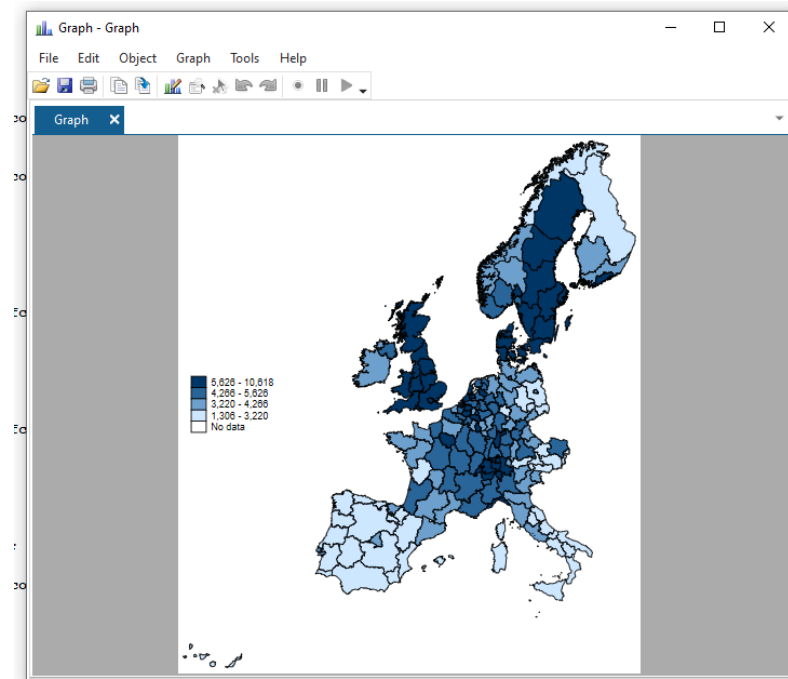 Graph - Graph
File Edit Object Graph Tools Help
Graph
5,626 - 10,618
4,266 - 5,626
3,220 - 4,266
1,306 - 3,220
No data